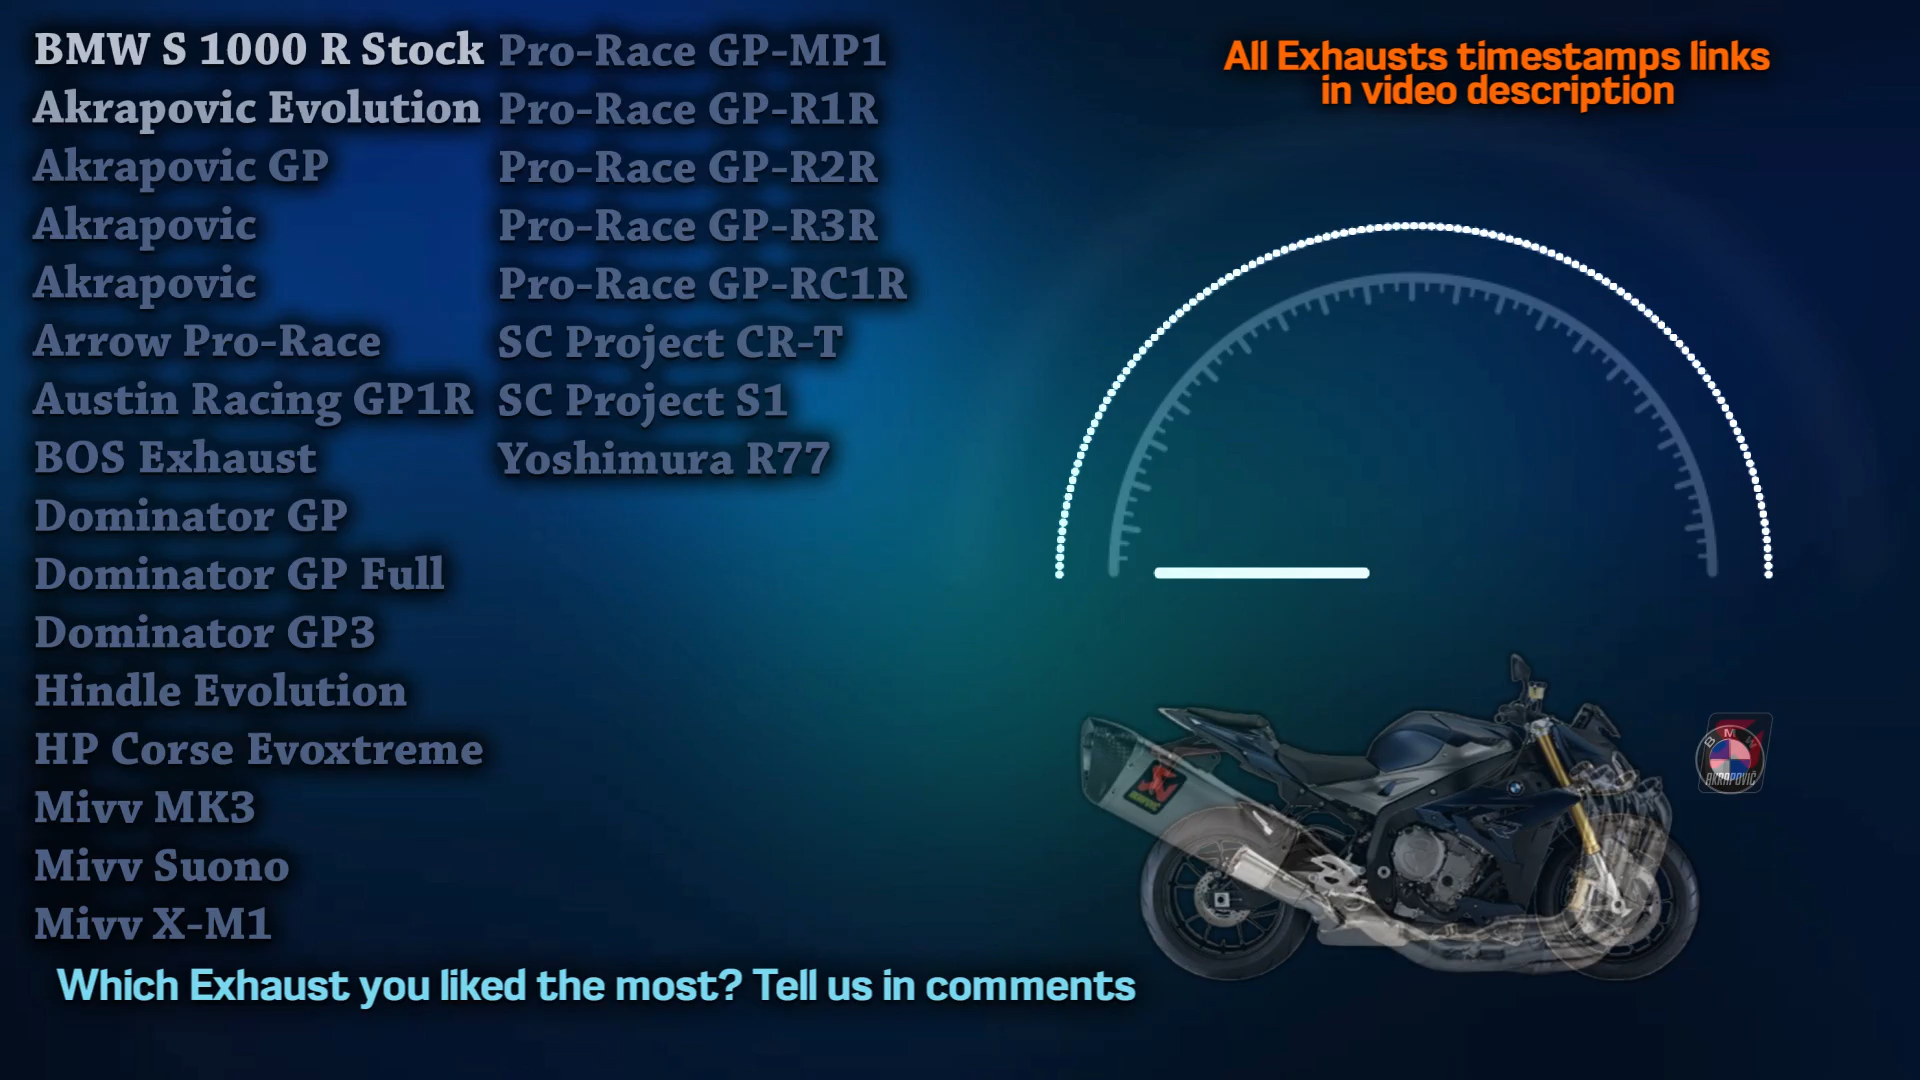 BMW S 1000 R Stock
Akrapovic Evolution
Akrapovic GP
Akrapovic
Akrapovic
Arrow Pro-Race
Austin Racing GP1R
BOS Exhaust
Dominator GP
Dominator GP Full
Dominator GP3
Hindle Evolution
HP Corse Evoxtreme
Mivv MK3
Mivv Suono
Mivv X-M1
Pro-Race GP-MP1
Pro-Race GP-R1R
Pro-Race GP-R2R
Pro-Race GP-R3R
Pro-Race GP-RC1R
SC Project CR-T
SC Project S1
Yoshimura R77
All Exhausts timestamps links
in video description
BMW
AKRAPOVIČ
Which Exhaust you liked the most? Tell us in comments